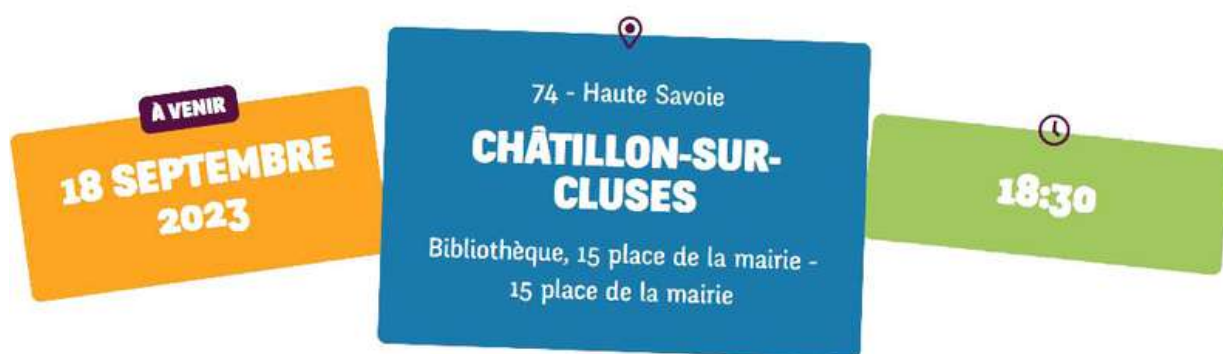 À VENIR
18 SEPTEMBRE
2023
74 - Haute Savoie
CHÂTILLON-SUR-
CLUSES
Bibliothèque, 15 place de la mairie -
15 place de la mairie
18:30